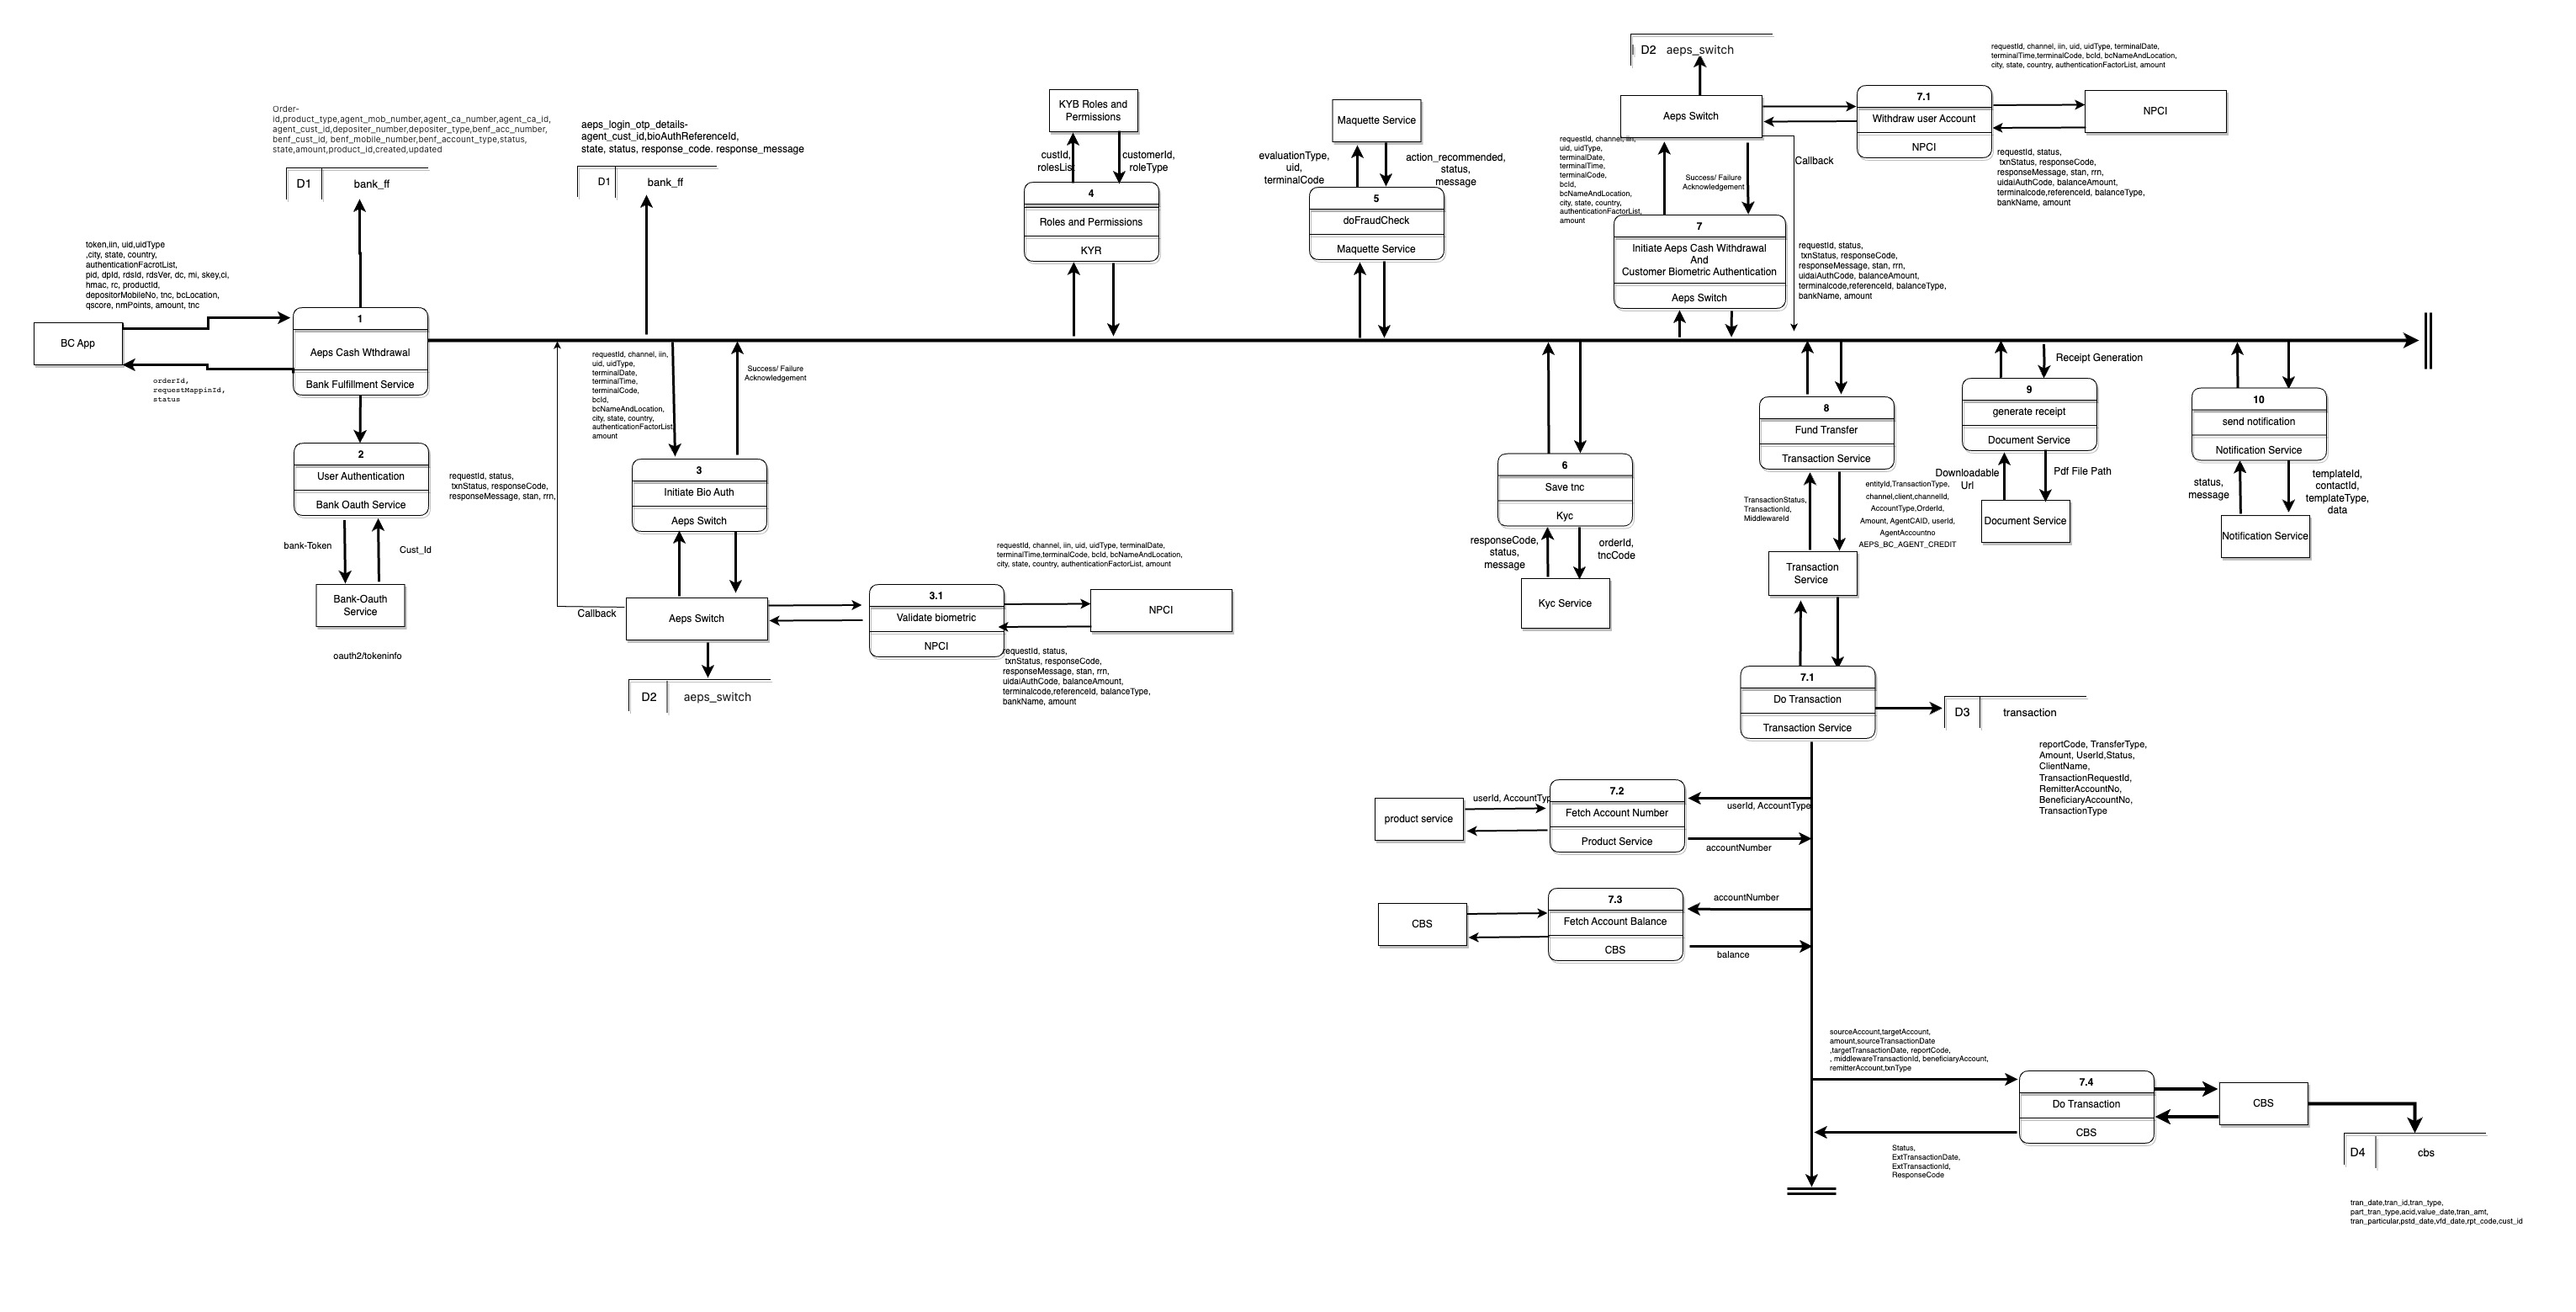 Order-
id,product_type,agent_mob_number,agent_ca_number,agent_ca_id,
agent_cust_id,depositer_number,depositer_type,benf_acc_number,
benf_cust_id, benf_mobile_number,benf_account_type,status,
state,amount,product_id,created,updated
D1 bank_ff
aeps_login_otp_details-
agent_cust_id,bioAuthReferenceId,
state, status, response_code. response_message
D1 bank_ff
token,iin, uid,uidType
,city, state, country,
authenticationFacrotList,
pid, dpId, rdsId, rdsVer, dc, mi, skey,ci,
hmac, rc, productId,
depositorMobileNo, tnc, bcLocation,
qscore, nmPoints, amount, tnc
BC App
orderId,
requestMappinId,
status
1
Aeps Cash Wthdrawal
Bank Fulfillment Service
2
User Authentication
Bank Oauth Service
bank-Token
Cust_Id
Bank-Oauth
Service
oauth2/tokeninfo
requestId, status,
txnStatus, responseCode,
responseMessage, stan, rrn,
Callback
requestId, channel, iin,
uid, uidType,
terminalDate,
terminalTime,
terminalCode,
bcId,
bcNameAndLocation,
city, state, country,
authenticationFactorList,
amount
Success/ Failure
Acknowledgement
3
Initiate Bio Auth
Aeps Switch
Aeps Switch
D2 aeps_switch
3.1
Validate biometric
NPCI
requestId, channel, iin, uid, uidType, terminalDate,
terminalTime,terminalCode, bcId, bcNameAndLocation,
city, state, country, authenticationFactorList, amount
NPCI
requestId, status,
txnStatus, responseCode,
responseMessage, stan, rrn,
uidaiAuthCode, balanceAmount,
terminalcode,referenceId, balanceType,
bankName, amount
KYB Roles and
Permissions
custId,
rolesList
customerId,
roleType
4
Roles and Permissions
KYR
Maquette Service
evaluationType,
uid,
terminalCode
action_recommended,
status,
message
5
doFraudCheck
Maquette Service
6
Save tnc
Kyc
responseCode,
status,
message
orderId,
tncCode
Kyc Service
D2 aeps_switch
Aeps Switch
requestId, channel, iin,
uid, uidType,
terminalDate,
terminalTime,
terminalCode,
bcId,
bcNameAndLocation,
city, state, country,
authenticationFactorList,
amount
Success/ Failure
Acknowledgement
Callback
7
Initiate Aeps Cash Withdrawal
And
Customer Biometric Authentication
Aeps Switch
requestId, status,
txnStatus, responseCode,
responseMessage, stan, rrn,
uidaiAuthCode, balanceAmount,
terminalcode,referenceId, balanceType,
bankName, amount
7.1
Withdraw user Account
NPCI
requestId, channel, iin, uid, uidType, terminalDate,
terminalTime,terminalCode, bcId, bcNameAndLocation,
city, state, country, authenticationFactorList, amount
NPCI
requestId, status,
txnStatus, responseCode,
responseMessage, stan, rrn,
uidaiAuthCode, balanceAmount,
terminalcode,referenceId, balanceType,
bankName, amount
8
Fund Transfer
Transaction Service
TransactionStatus,
TransactionId,
MiddlewareId
entityId,TransactionType,
channel,client,channelId,
AccountType,OrderId,
Amount, AgentCAID, userId,
AgentAccountno
AEPS_BC_AGENT_CREDIT
Transaction
Service
7.1
Do Transaction
Transaction Service
D3 transaction
reportCode, TransferType,
Amount, UserId,Status,
ClientName,
TransactionRequestId,
RemitterAccountNo,
BeneficiaryAccountNo,
TransactionType
product service
userId, AccountType
7.2
Fetch Account Number
Product Service
userId, AccountType
accountNumber
CBS
7.3
Fetch Account Balance
CBS
accountNumber
balance
sourceAccount,targetAccount,
amount,sourceTransactionDate
,targetTransactionDate, reportCode,
, middlewareTransactionId, beneficiaryAccount,
remitterAccount,txnType
7.4
Do Transaction
CBS
CBS
Status,
ExtTransactionDate,
ExtTransactionId,
ResponseCode
D4 cbs
tran_date,tran_id,tran_type,
part_tran_type,acid,value_date,tran_amt,
tran_particular,pstd_date,vfd_date,rpt_code,cust_id
Receipt Generation
9
generate receipt
Document Service
Downloadable
Url
Pdf File Path
Document Service
10
send notification
Notification Service
status,
message
templateId,
contactId,
templateType,
data
Notification Service